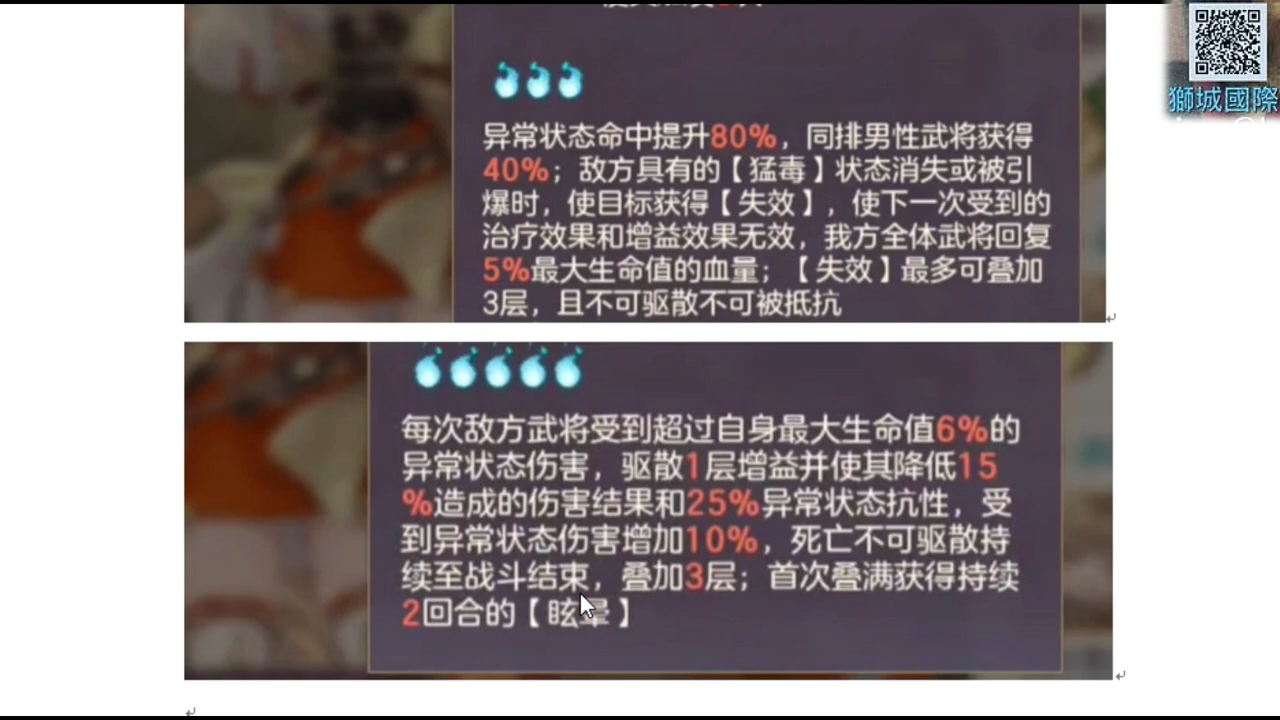 獅城國際
异常状态命中提升80%，同排男性武将获得
40%；敌方具有的【猛毒】状态消失或被引
爆时，使目标获得【失效】，使下一次受到的
治疗效果和增益效果无效，我方全体武将回复
5%最大生命值的血量；【失效】最多可叠加
3层，且不可驱散不可被抵抗
每次敌方武将受到超过自身最大生命值6%的
异常状态伤害，驱散1层增益并使其降低15
%造成的伤害结果和25%异常状态抗性，受
到异常状态伤害增加10%，死亡不可驱散持
续至战斗结束，叠加3层；首次叠满获得持续
2回合的【眩晕】